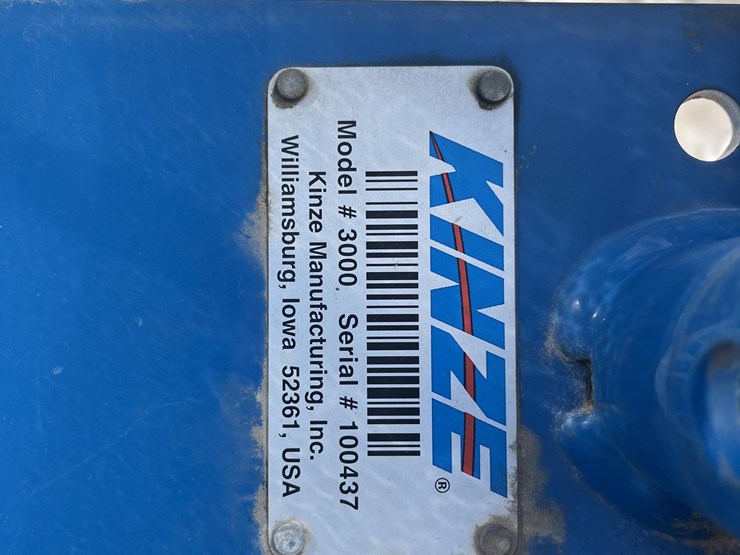 KINZE®
Model # 3000 Serial # 100437
Kinze Manufacturing, Inc.
Williamsburg, Iowa 52361, USA